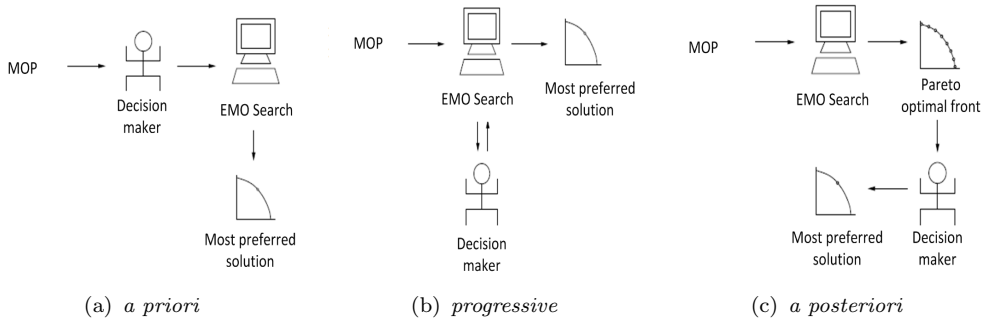 MOP
Decision
maker
EMO Search
Most preferred
solution
(a) a priori
MOP
EMO Search
Most preferred
solution
Decision
maker
(b) progressive
MOP
EMO Search
Pareto
optimal front
Most preferred
solution
Decision
maker
(c) a posteriori